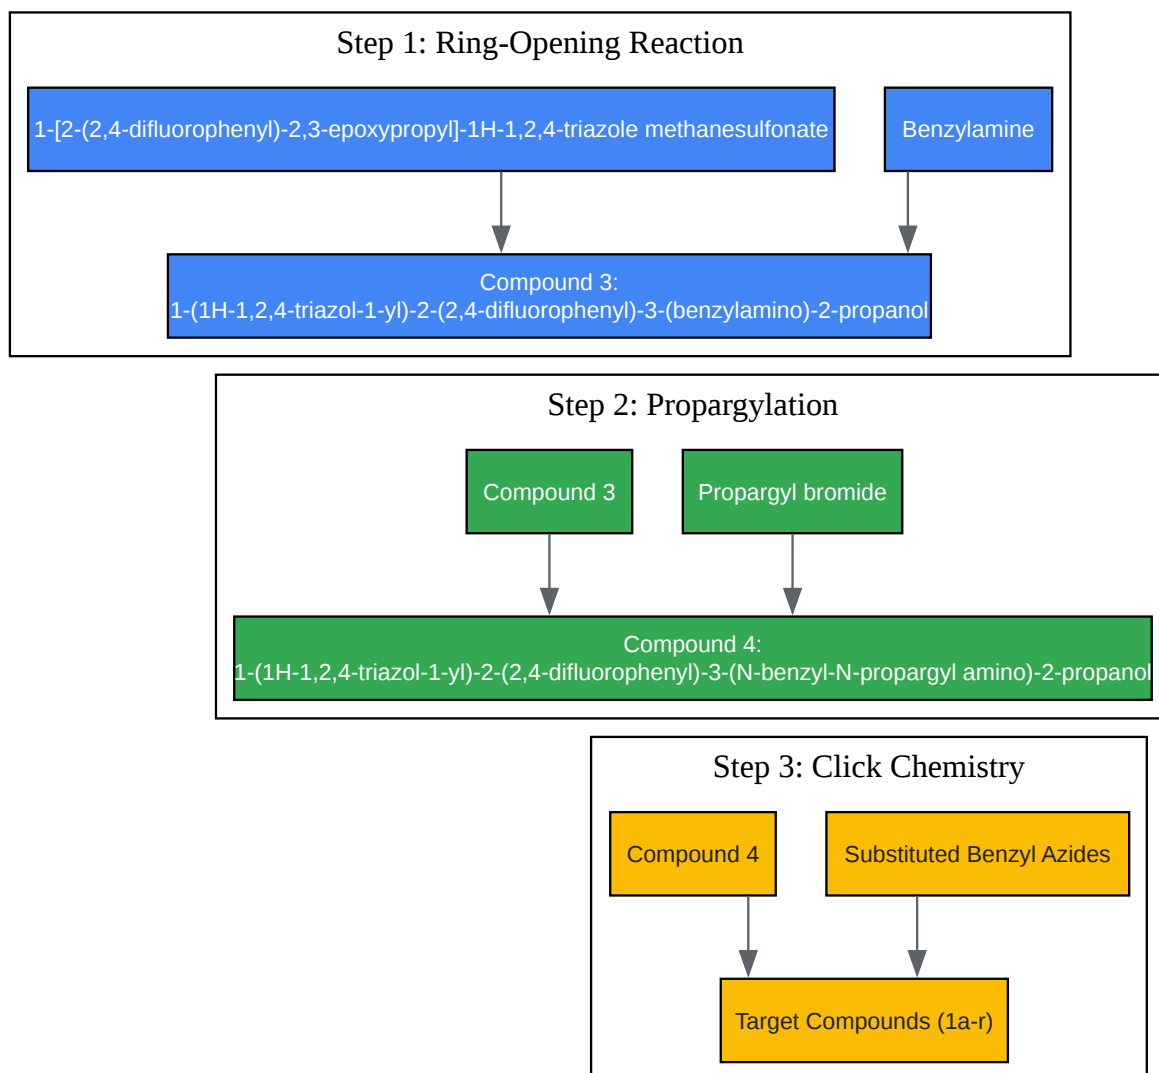 Step 1: Ring-Opening Reaction
1-[2-(2,4-difluorophenyl)-2,3-epoxypropyl]-1H-1,2,4-triazole methanesulfonate
Benzylamine
Compound 3:
1-(1H-1,2,4-triazol-1-yl)-2-(2,4-difluorophenyl)-3-(benzylamino)-2-propanol
Step 2: Propargylation
Compound 3
Propargyl bromide
Compound 4:
1-(1H-1,2,4-triazol-1-yl)-2-(2,4-difluorophenyl)-3-(N-benzyl-N-propargyl amino)-2-propanol
Step 3: Click Chemistry
Compound 4
Substituted Benzyl Azides
Target Compounds (1a-r)